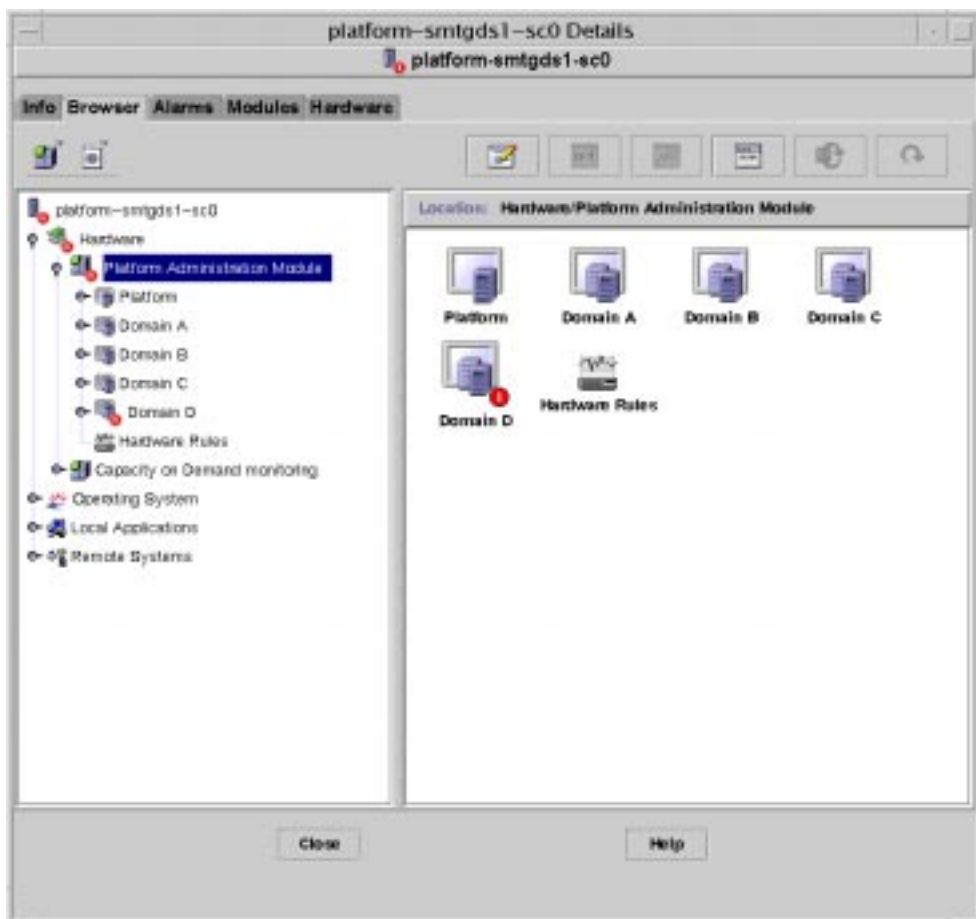 platform-smtgds1-sc0 Details
platform-smtgds1-sc0
Info Browser Alarms Modules Hardware
platform-smtgds1-sc0
Hardware
Platform Administration Module
Platform
Domain A
Domain B
Domain C
Domain D
Hardware Rules
Capacity on Demand monitoring
Operating System
Local Applications
Remote Systems
Location: Hardware/Platform Administration Module
Platform Domain A Domain B Domain C
Domain D Hardware Rules
Close Help